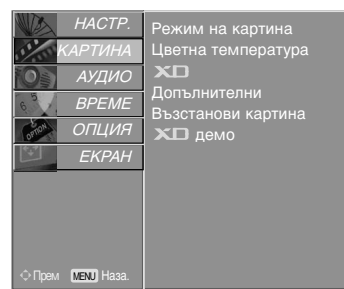 НАСТР.
КАРТИНА
АУДИО
ВРЕМЕ
ОПЦИЯ
ЕКРАН
Режим на картина
Цветна температура
XD
Допълнителни
Възстанови картина
XD демо
Прем MENU Наза.